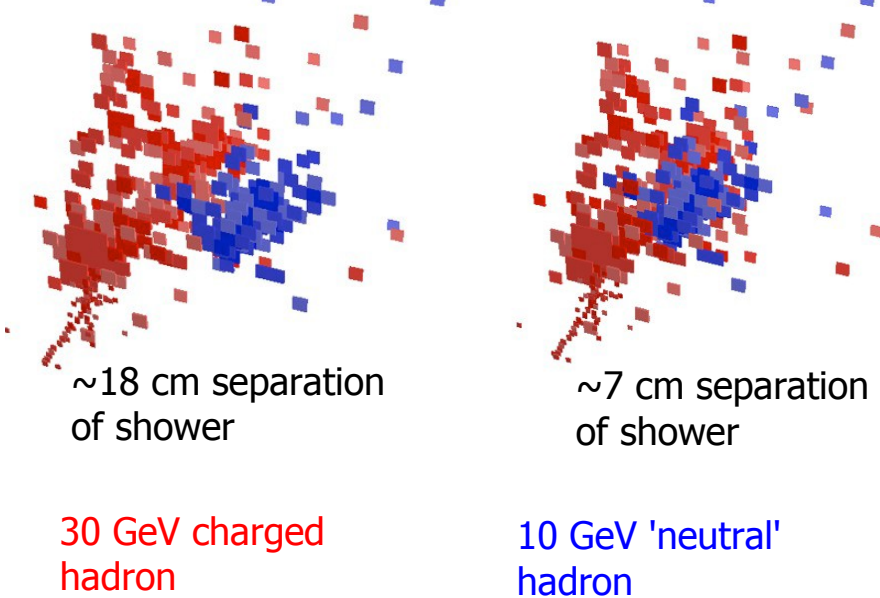 ~18 cm separation
of shower
~7 cm separation
of shower
30 GeV charged
hadron
10 GeV 'neutral'
hadron